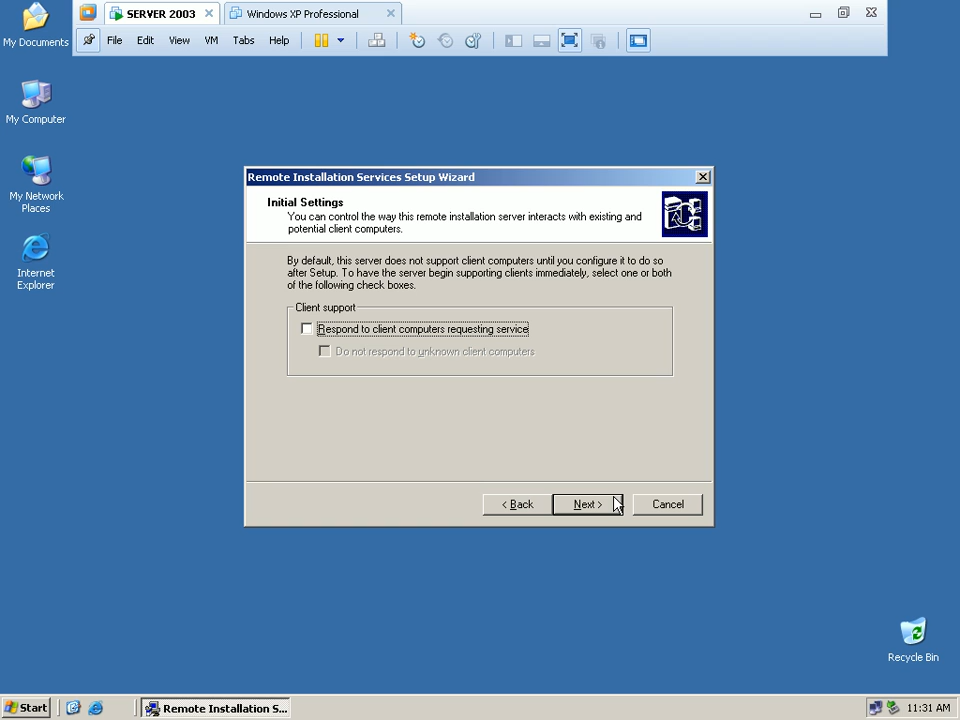 SERVER 2003
Windows XP Professional
File Edit View VM Tabs Help
My Documents
My Computer
My Network
Places
Internet
Explorer
Remote Installation Services Setup Wizard
Initial Settings
You can control the way this remote installation server interacts with existing and
potential client computers.
By default, this server does not support client computers until you configure it to do so
after Setup. To have the server begin supporting clients immediately, select one or both
of the following check boxes.
Client support
Respond to client computers requesting service
Do not respond to unknown client computers
< Back Next > Cancel
Recycle Bin
Start
Remote Installation S...
11:31 AM